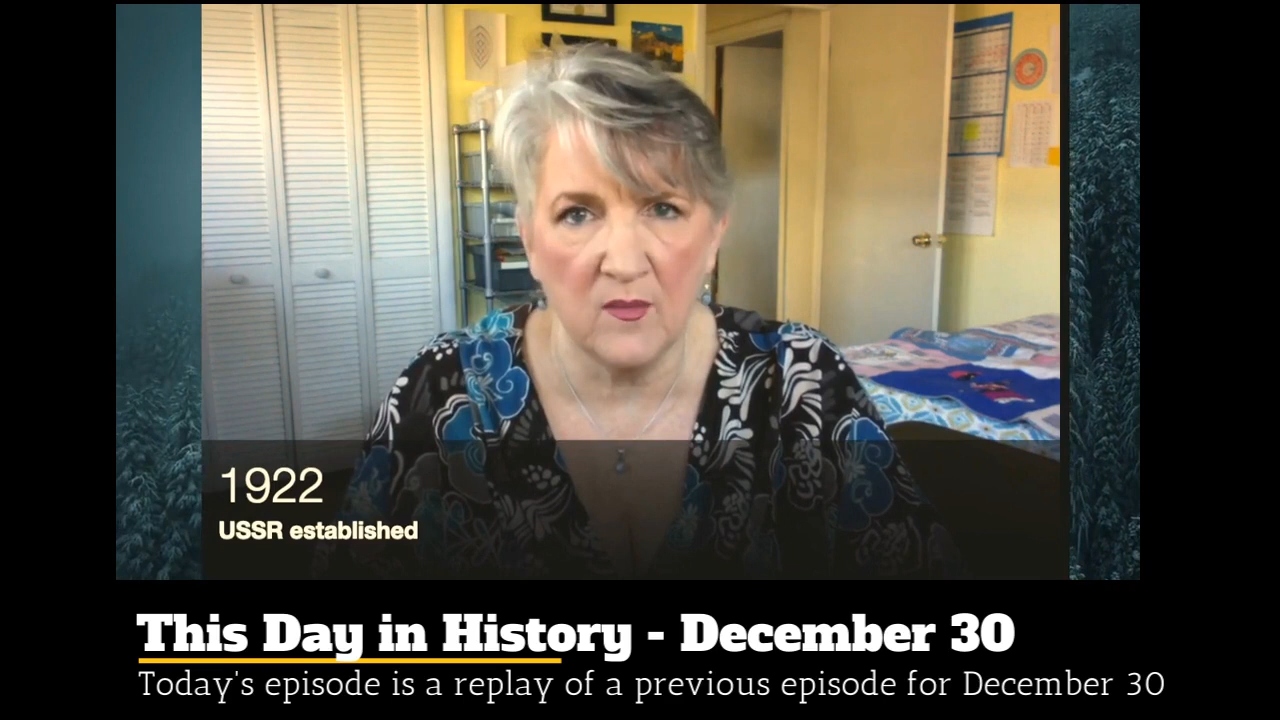 1922
USSR established
This Day in History - December 30
Today's episode is a replay of a previous episode for December 30